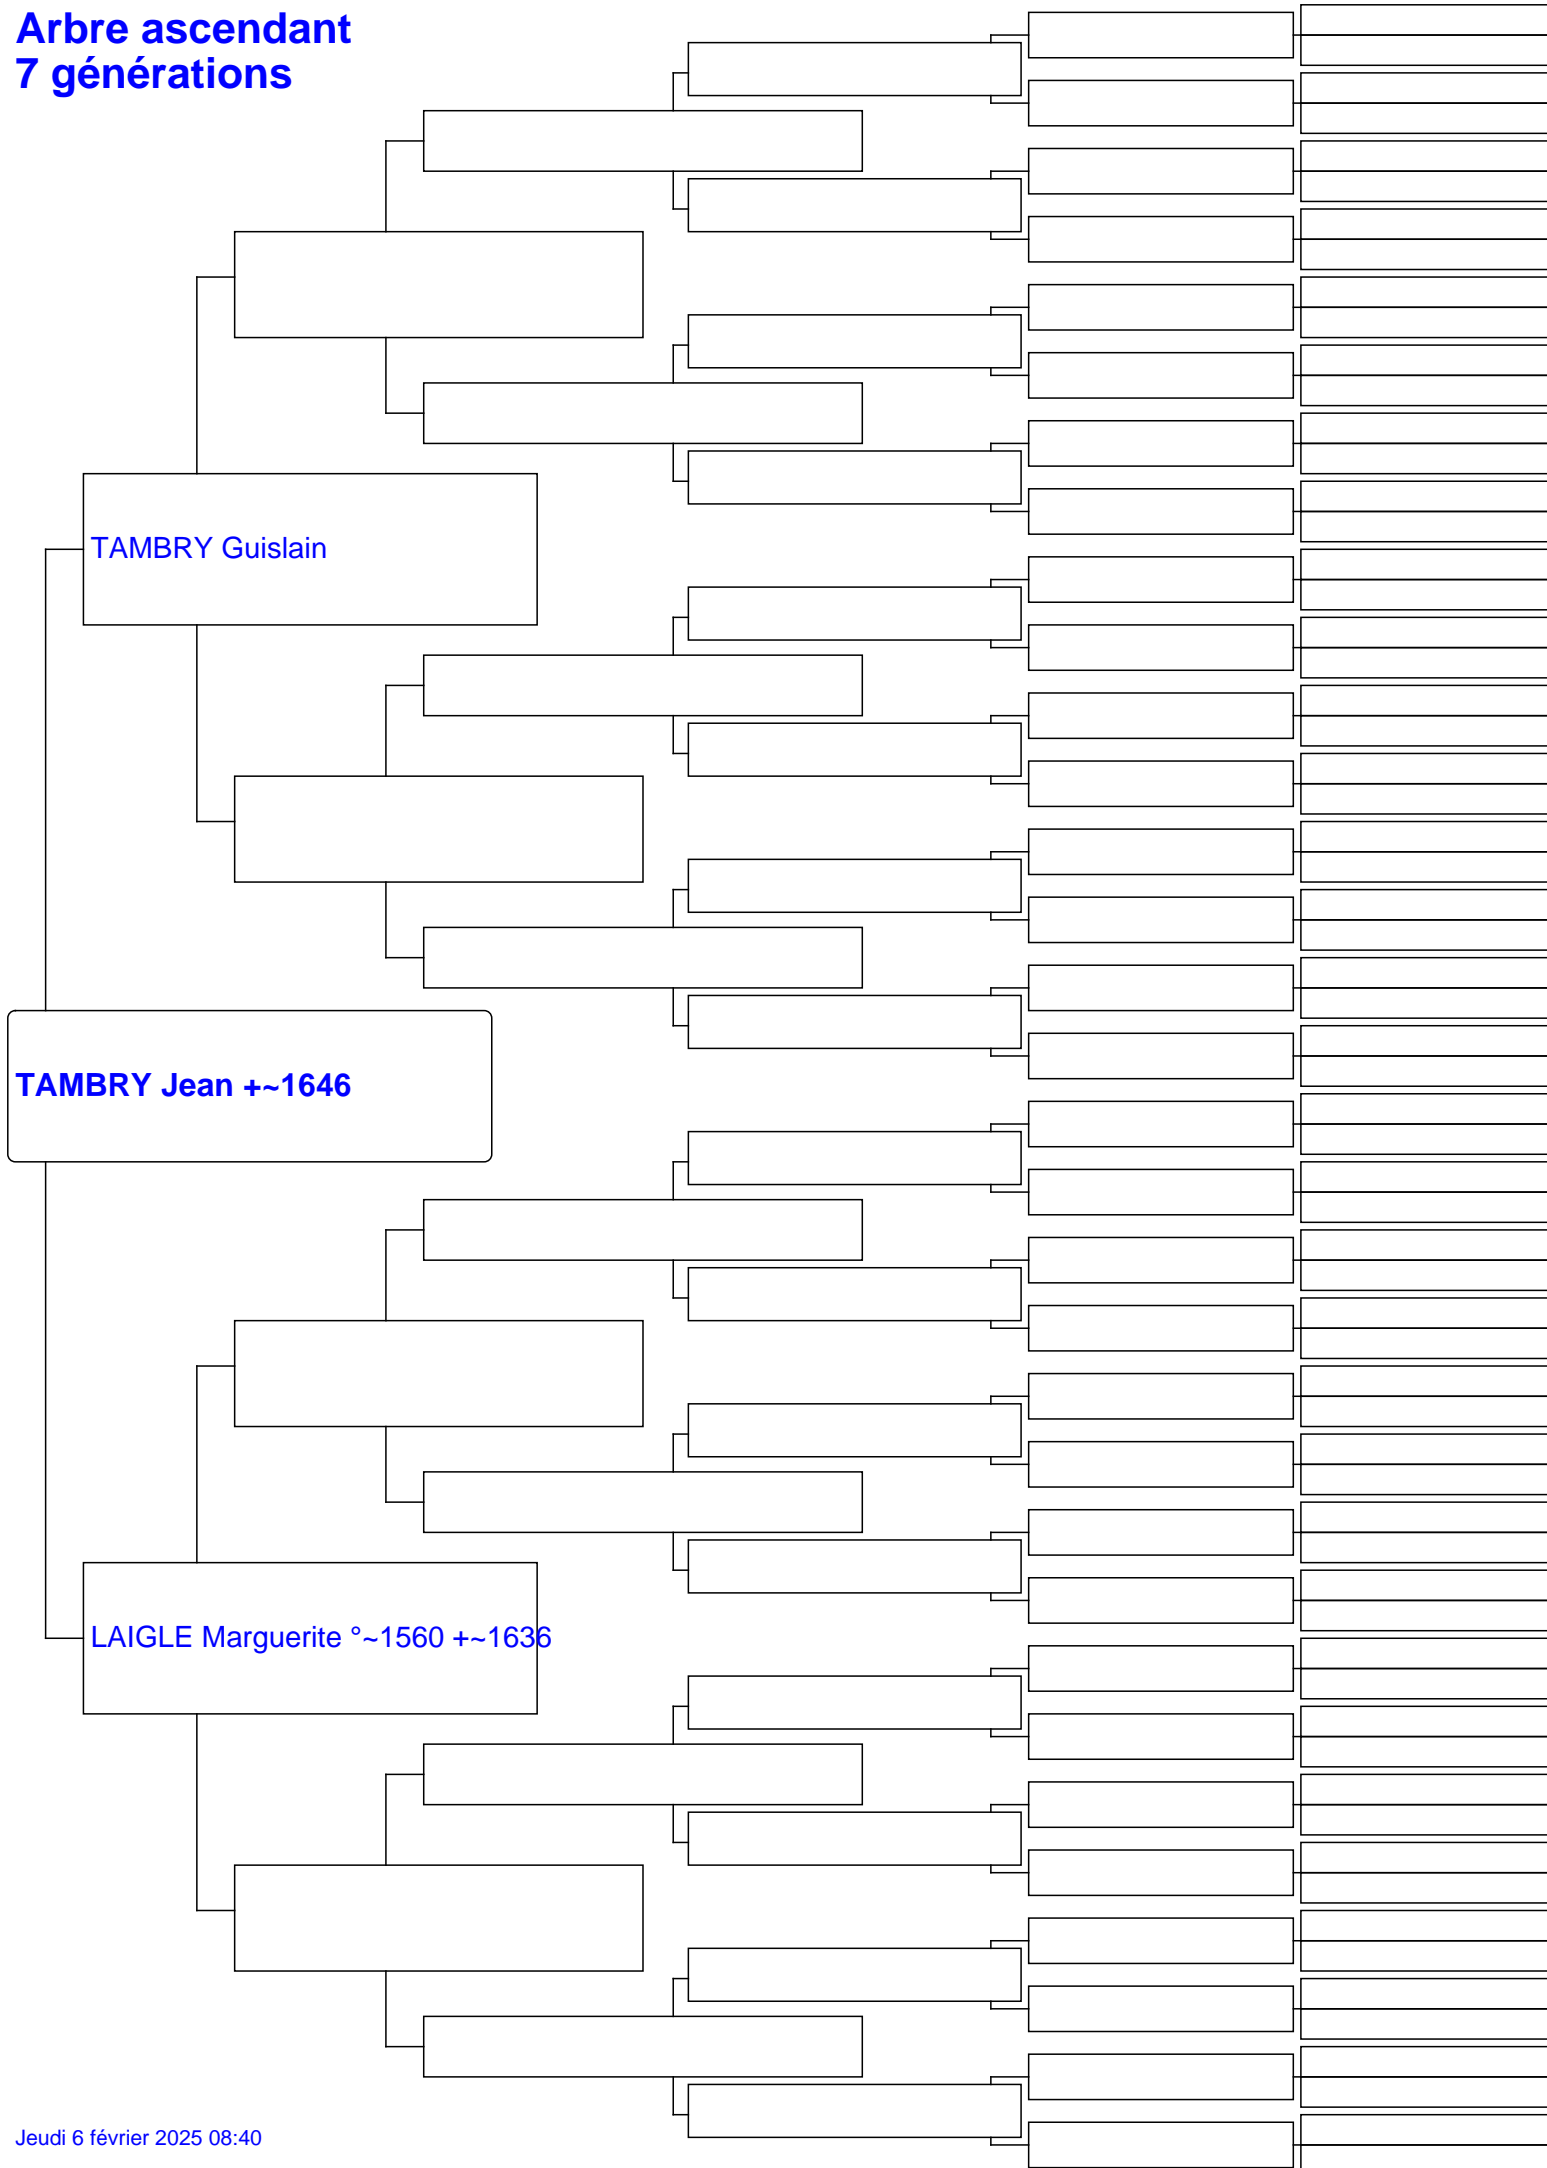 Arbre ascendant
7 générations
TAMBRY Guislain
TAMBRY Jean +~1646
LAIGLE Marguerite °~1560 +~1636
Jeudi 6 février 2025 08:40